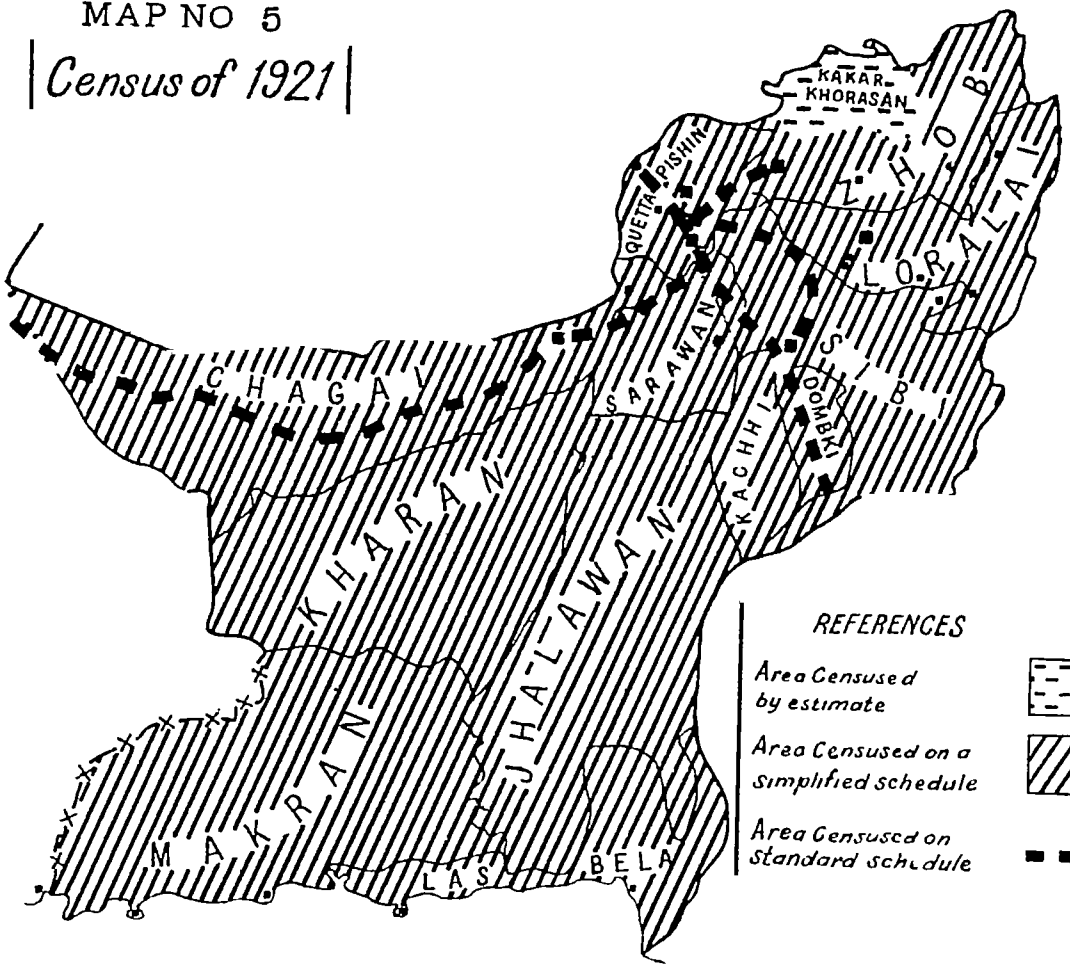 MAP NO 5
Census of 1921
KAKAR
KHORASAN
ZHOB
QUETTA PISHIN
LORALAI
CHAGAI
SARAWAN
SIBI
DOMBKI
KACHHI
KHARAN
JHALAWAN
MAKRAN
LAS BELA
REFERENCES
Area Censused
by estimate
Area Censused on a
simplified schedule
Area Censused on
standard schedule